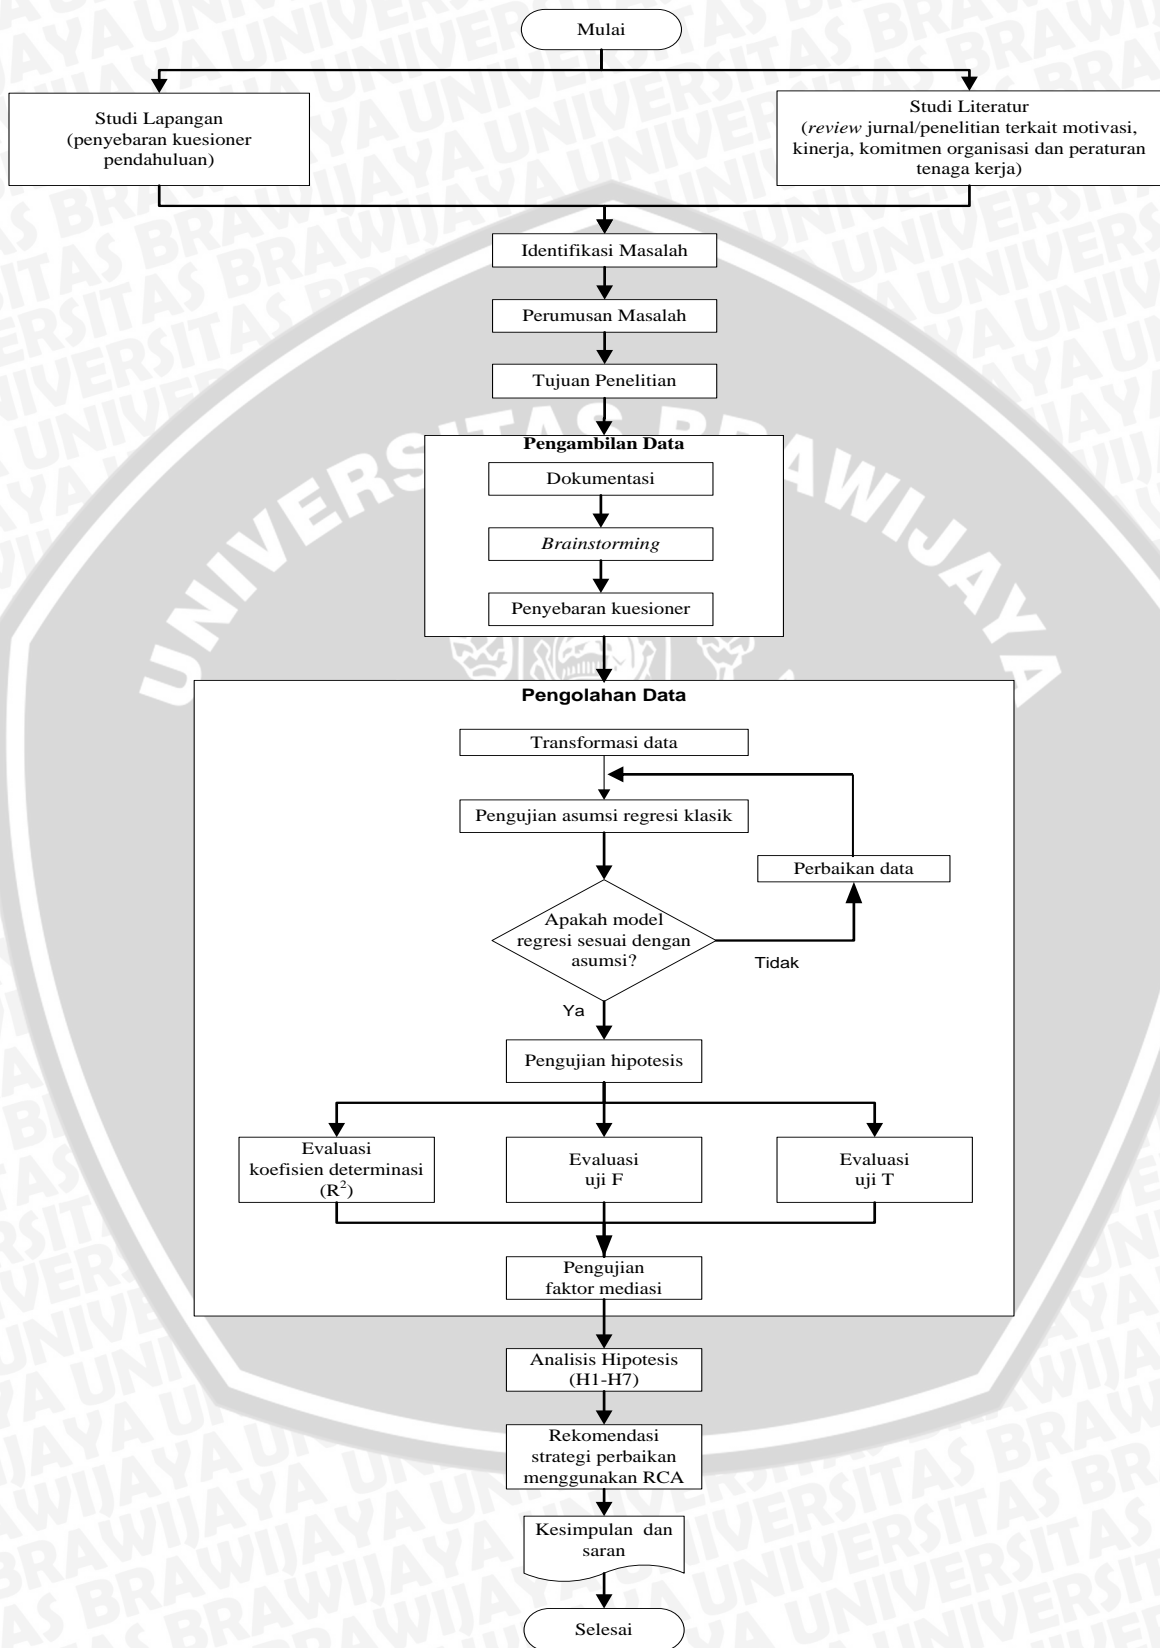 Mulai
Studi Lapangan
(penyebaran kuesioner
pendahuluan)
Studi Literatur
(review jurnal/penelitian terkait motivasi,
kinerja, komitmen organisasi dan peraturan
tenaga kerja)
Identifikasi Masalah
Perumusan Masalah
Tujuan Penelitian
Pengambilan Data
Dokumentasi
Brainstorming
Penyebaran kuesioner
UNIVERSITAS BRAWIJAYA
Pengolahan Data
Transformasi data
Pengujian asumsi regresi klasik
Perbaikan data
Apakah model
regresi sesuai dengan
asumsi?
Tidak
Ya
Pengujian hipotesis
Evaluasi
koefisien determinasi
(R²)
Evaluasi
uji F
Evaluasi
uji T
Pengujian
faktor mediasi
Analisis Hipotesis
(H1-H7)
Rekomendasi
strategi perbaikan
menggunakan RCA
Kesimpulan dan
saran
Selesai